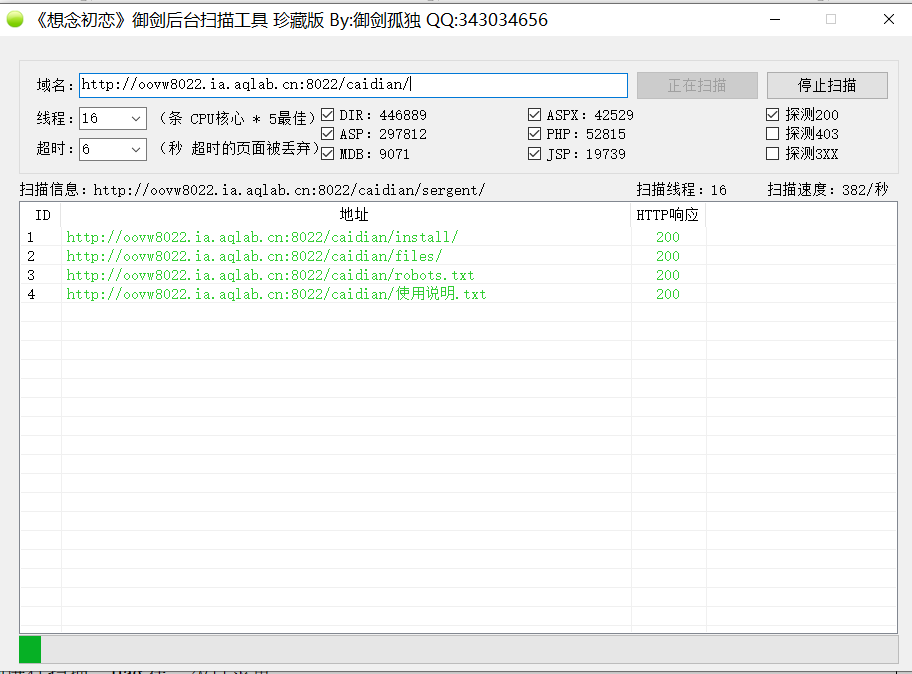 《想念初恋》御剑后台扫描工具 珍藏版 By:御剑孤独 QQ:343034656
域名: http://oovw8022.ia.aqlab.cn:8022/caidian/ 正在扫描 停止扫描
线程: 16 (条 CPU核心 * 5最佳) DIR: 446889 ASPX: 42529 探测200
ASP: 297812 PHP: 52815 探测403
超时: 6 (秒 超时的页面被丢弃) MDB: 9071 JSP: 19739 探测3XX
扫描信息: http://oovw8022.ia.aqlab.cn:8022/caidian/sergent/ 扫描线程: 16 扫描速度: 382/秒
ID 地址 HTTP响应
1 http://oovw8022.ia.aqlab.cn:8022/caidian/install/ 200
2 http://oovw8022.ia.aqlab.cn:8022/caidian/files/ 200
3 http://oovw8022.ia.aqlab.cn:8022/caidian/robots.txt 200
4 http://oovw8022.ia.aqlab.cn:8022/caidian/使用说明.txt 200